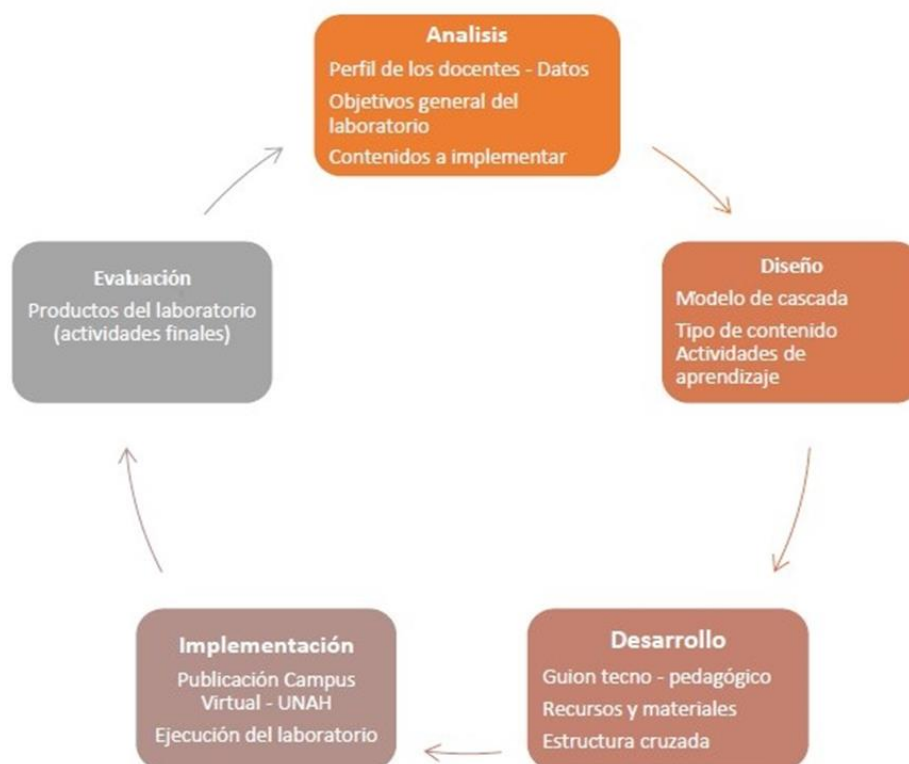 Analisis
Perfil de los docentes - Datos
Objetivos general del
laboratorio
Contenidos a implementar
Diseño
Modelo de cascada
Tipo de contenido
Actividades de
aprendizaje
Desarrollo
Guion tecno - pedagógico
Recursos y materiales
Estructura cruzada
Implementación
Publicación Campus
Virtual - UNAH
Ejecución del laboratorio
Evaluación
Productos del laboratorio
(actividades finales)